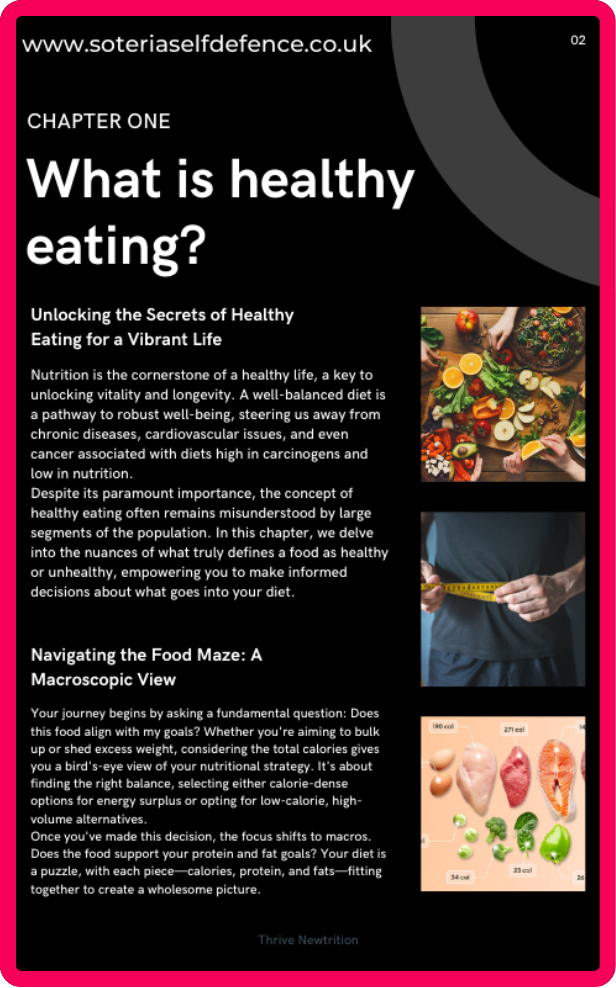 www.soteriaselfdefence.co.uk
02
CHAPTER ONE
What is healthy
eating?
Unlocking the Secrets of Healthy
Eating for a Vibrant Life
Nutrition is the cornerstone of a healthy life, a key to
unlocking vitality and longevity. A well-balanced diet is
a pathway to robust well-being, steering us away from
chronic diseases, cardiovascular issues, and even
cancer associated with diets high in carcinogens and
low in nutrition.
Despite its paramount importance, the concept of
healthy eating often remains misunderstood by large
segments of the population. In this chapter, we delve
into the nuances of what truly defines a food as healthy
or unhealthy, empowering you to make informed
decisions about what goes into your diet.
Navigating the Food Maze: A
Macroscopic View
Your journey begins by asking a fundamental question: Does
this food align with my goals? Whether you're aiming to bulk
up or shed excess weight, considering the total calories gives
you a bird's-eye view of your nutritional strategy. It's about
finding the right balance, selecting either calorie-dense
options for energy surplus or opting for low-calorie, high-
volume alternatives.
Once you've made this decision, the focus shifts to macros.
Does the food support your protein and fat goals? Your diet is
a puzzle, with each piece—calories, protein, and fats—fitting
together to create a wholesome picture.
190 cal
271 cal
34 cal
23 cal
Thrive Newtrition